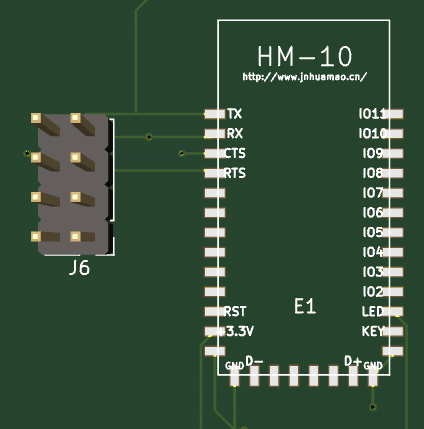 HM-10
http://www.jnhuamao.cn/
TX IO11
RX IO10
CTS IO9
RTS IO8
IO7
IO6
IO5
IO4
IO3
E1 IO2
RST LED
3.3V KEY
GND D- D+ GND
J6